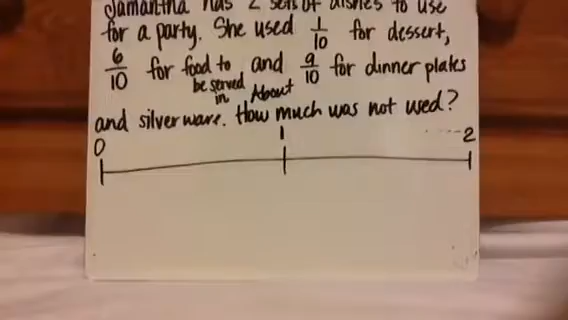 Samantha has 2 sets of dishes to use
for a party. She used 1/10 for dessert,
6/10 for food to be served in and 9/10 for dinner plates
and silverware. About How much was not used?
0 1 2